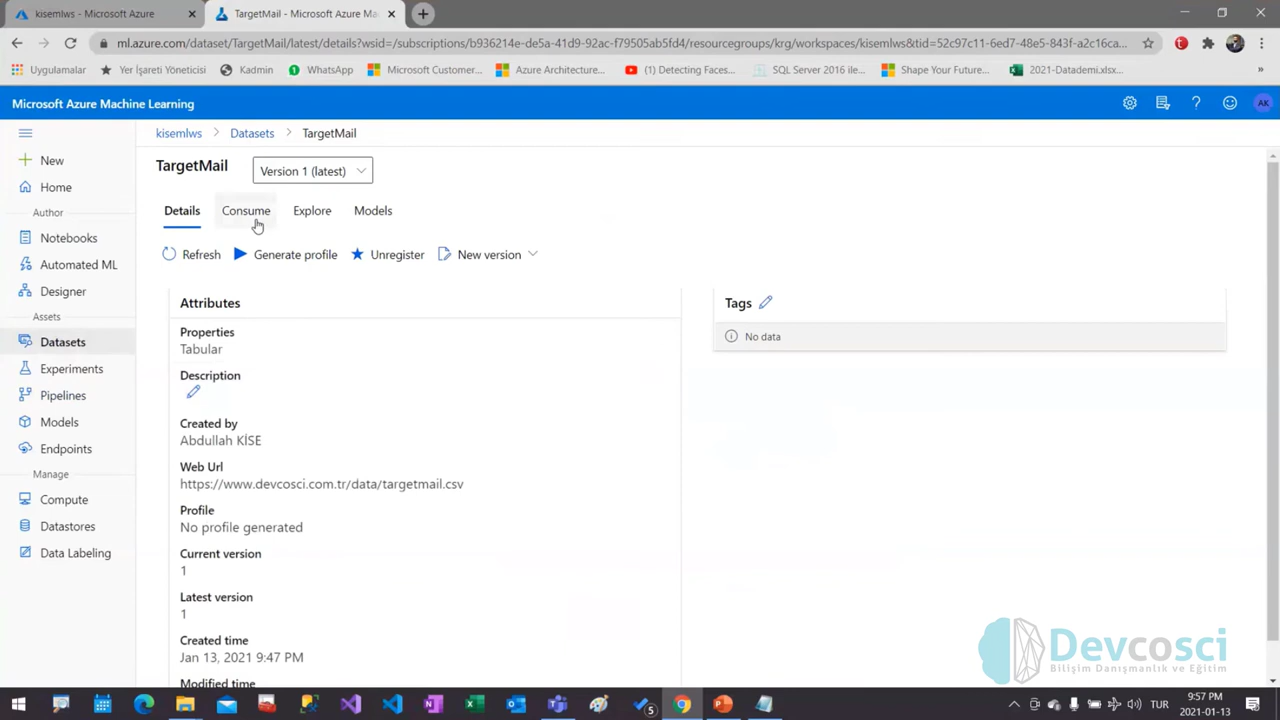 kisemlws - Microsoft Azure
TargetMail - Microsoft Azure Ma
ml.azure.com/dataset/TargetMail/latest/details?wsid=/subscriptions/b936214e-de5a-41d9-92ac-f79505ab5fd4/resourcegroups/krg/workspaces/kisemlws&tid=52c97c11-6ed7-48e5-843f-a2c16ca...
Uygulamalar
Yer İşareti Yöneticisi
Kadmin
WhatsApp
Microsoft Customer...
Azure Architecture...
(1) Detecting Faces...
SQL Server 2016 ile...
Shape Your Future...
2021-Datademi.xlsx...
Microsoft Azure Machine Learning
AK
kisemlws > Datasets > TargetMail
New
Home
Author
Notebooks
Automated ML
Designer
Assets
Datasets
Experiments
Pipelines
Models
Endpoints
Manage
Compute
Datastores
Data Labeling
TargetMail
Version 1 (latest)
Details
Consume
Explore
Models
Refresh
Generate profile
Unregister
New version
Attributes
Properties
Tabular
Description
Created by
Abdullah KİSE
Web Url
https://www.devcosci.com.tr/data/targetmail.csv
Profile
No profile generated
Current version
1
Latest version
1
Created time
Jan 13, 2021 9:47 PM
Modified time
Tags
No data
Devcosci
Bilişim Danışmanlık ve Eğitim
5
TUR
9:57 PM
2021-01-13